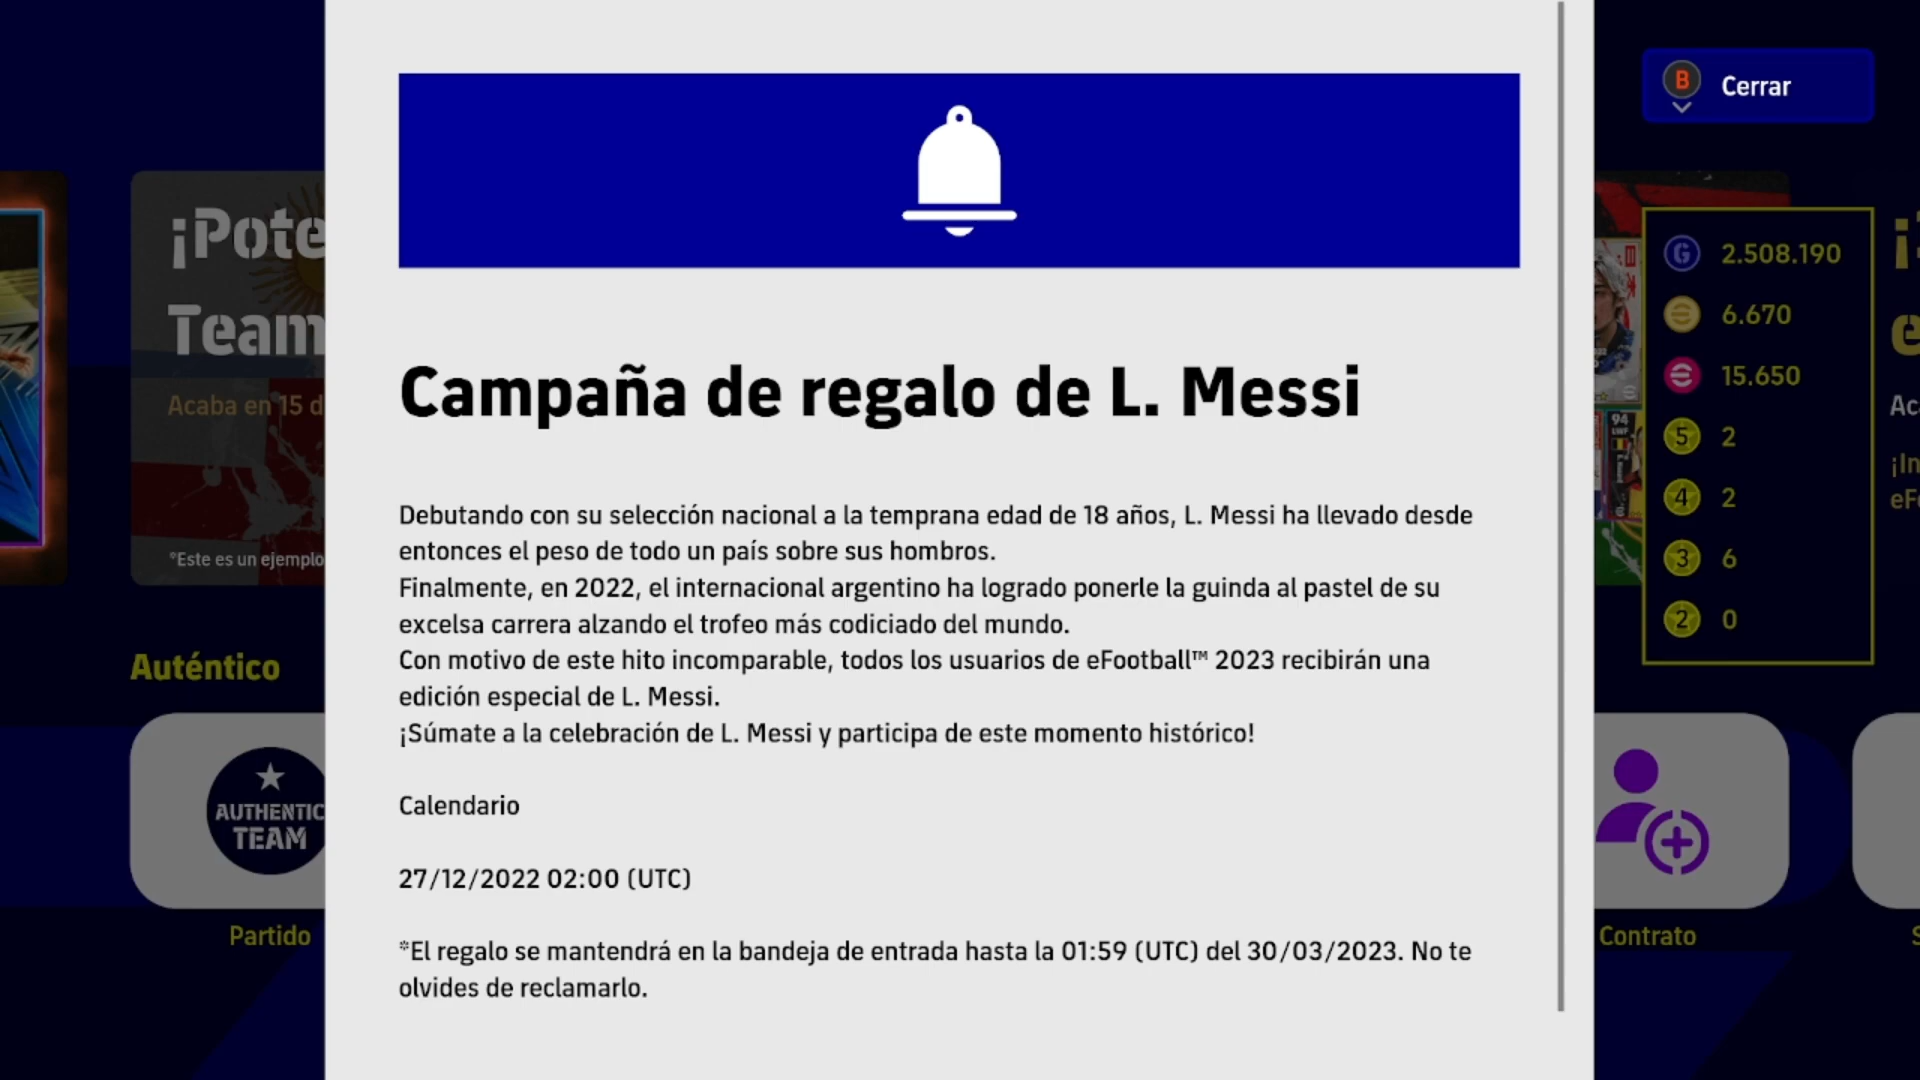 B Cerrar
¡Pote
Team
Acaba en 15 d
*Este es un ejemplo
Auténtico
AUTHENTIC
TEAM
Partido
Campaña de regalo de L. Messi
Debutando con su selección nacional a la temprana edad de 18 años, L. Messi ha llevado desde
entonces el peso de todo un país sobre sus hombros.
Finalmente, en 2022, el internacional argentino ha logrado ponerle la guinda al pastel de su
excelsa carrera alzando el trofeo más codiciado del mundo.
Con motivo de este hito incomparable, todos los usuarios de eFootball™ 2023 recibirán una
edición especial de L. Messi.
¡Súmate a la celebración de L. Messi y participa de este momento histórico!
Calendario
27/12/2022 02:00 (UTC)
*El regalo se mantendrá en la bandeja de entrada hasta la 01:59 (UTC) del 30/03/2023. No te
olvides de reclamarlo.
G 2.508.190
6.670
15.650
5 2
4 2
3 6
2 0
94
LWF
Ac
¡In
eF
Contrato